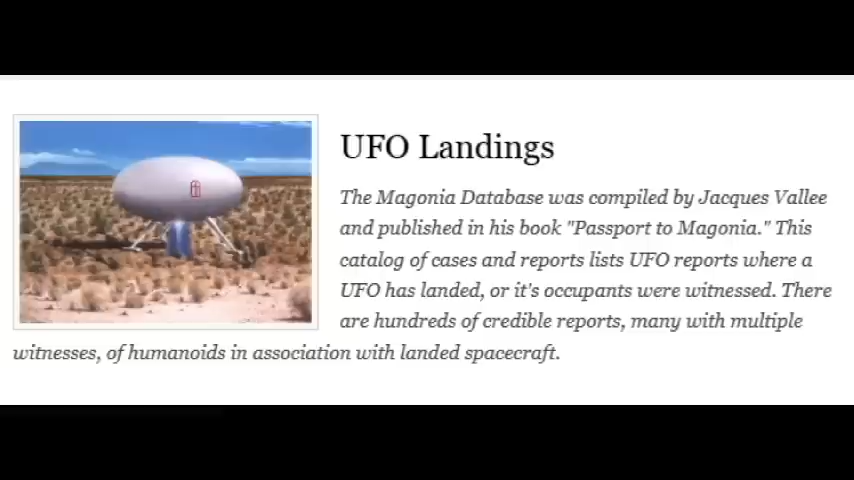 UFO Landings
The Magonia Database was compiled by Jacques Vallee
and published in his book "Passport to Magonia." This
catalog of cases and reports lists UFO reports where a
UFO has landed, or it's occupants were witnessed. There
are hundreds of credible reports, many with multiple
witnesses, of humanoids in association with landed spacecraft.